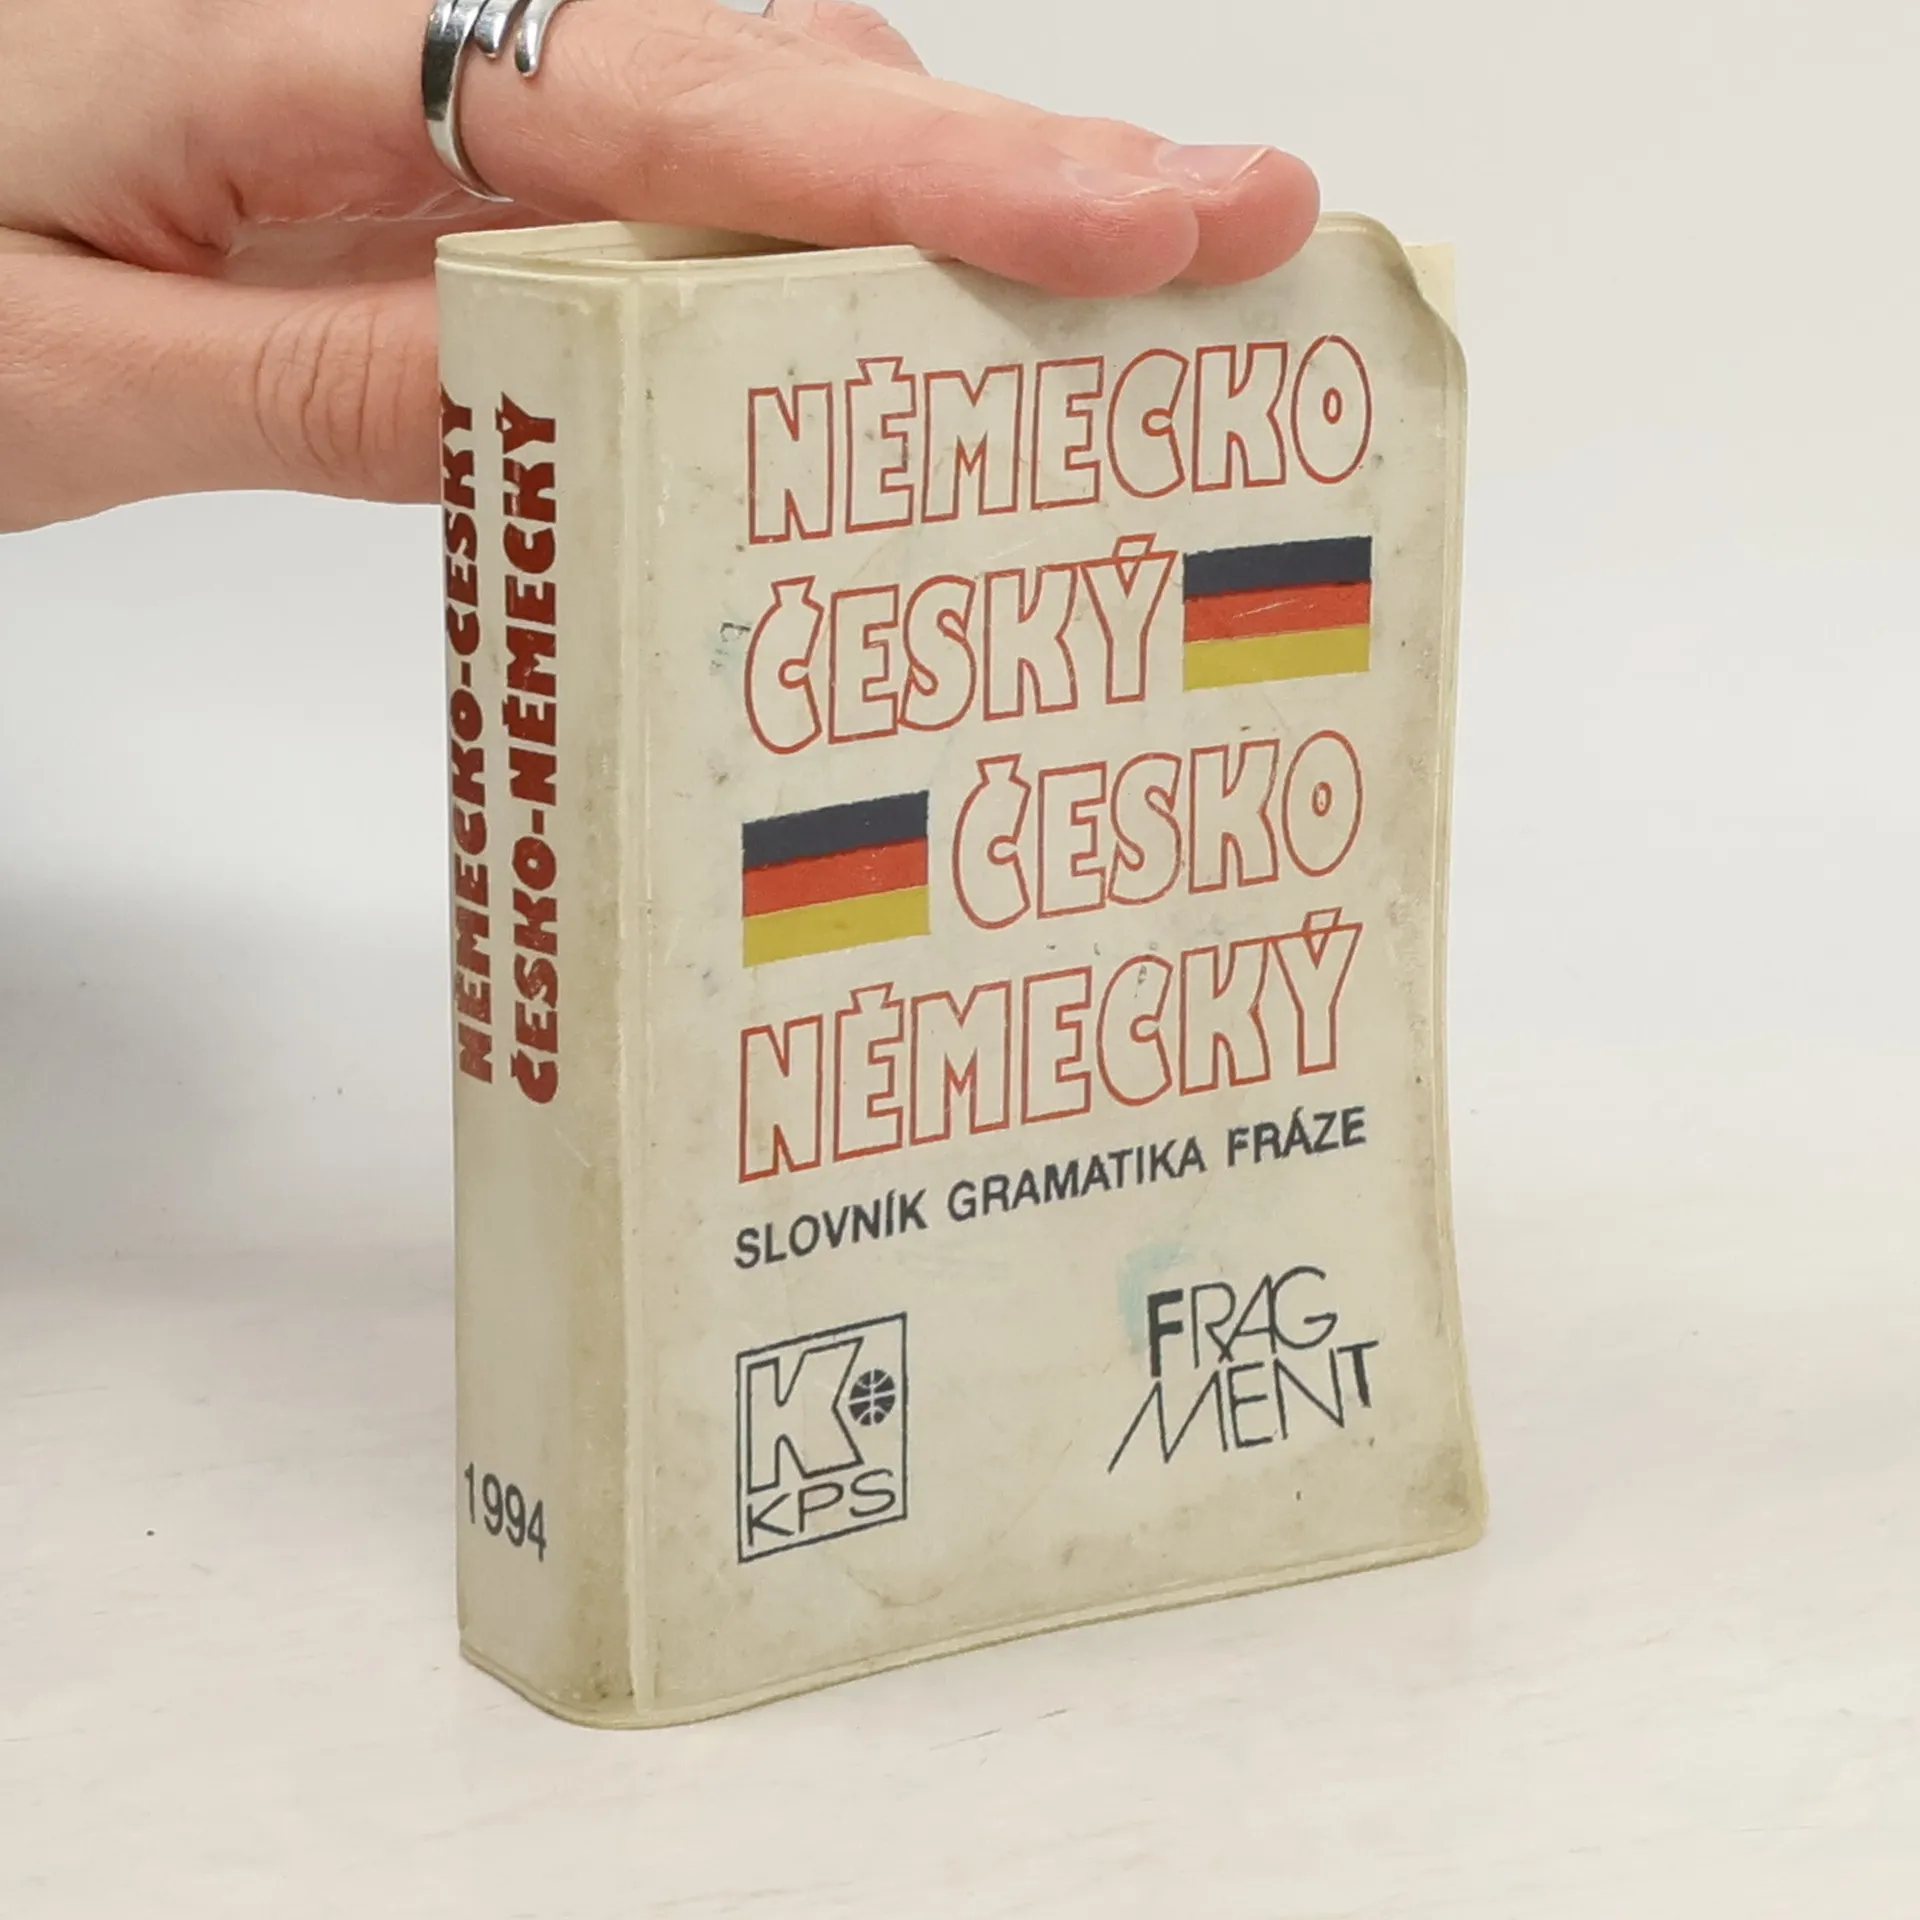 NĚMECKO-ČESKÝ
ČESKO-NĚMECKÝ
1994
NĚMECKO
ČESKÝ
ČESKO
NĚMECKÝ
SLOVNÍK GRAMATIKA FRÁZE
K
KPS
FRAG
MENT